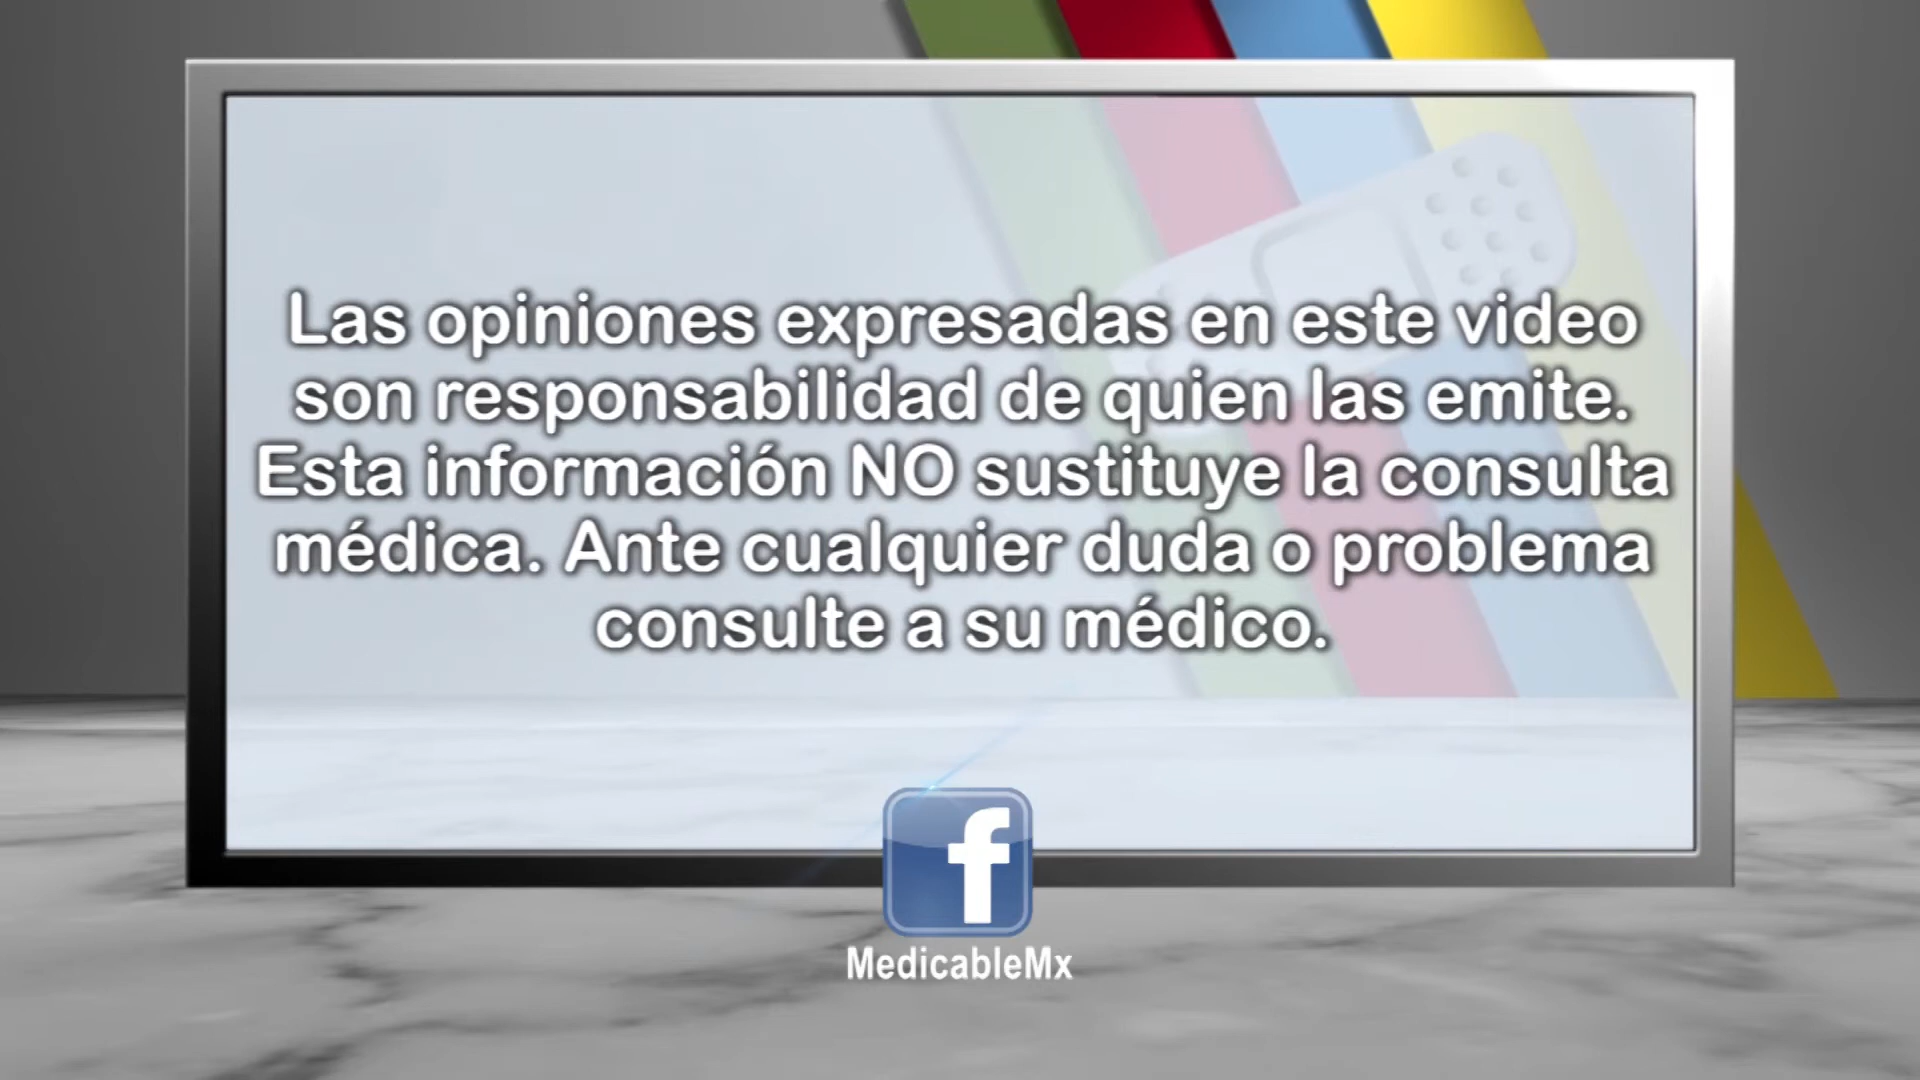 Las opiniones expresadas en este video
son responsabilidad de quien las emite.
Esta información NO sustituye la consulta
médica. Ante cualquier duda o problema
consulte a su médico.
f
MedicableMx